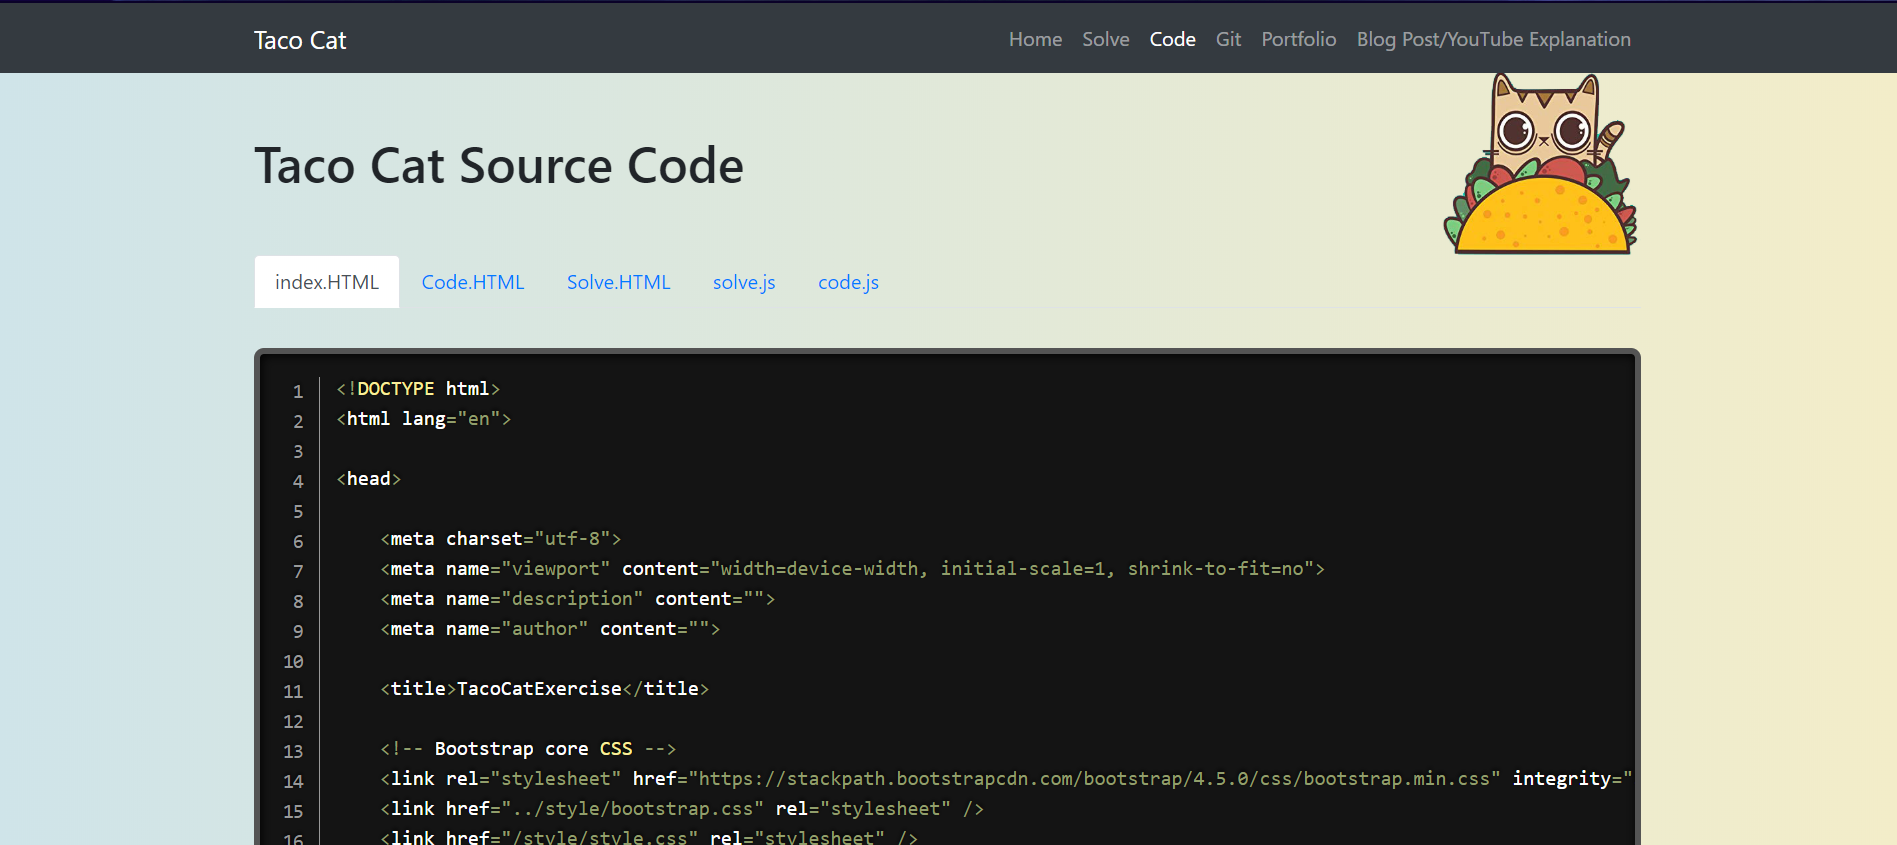 Taco Cat Home Solve Code Git Portfolio Blog Post/YouTube Explanation
Taco Cat Source Code
index.HTML Code.HTML Solve.HTML solve.js code.js
1 <!DOCTYPE html>
2 <html lang="en">
3
4 <head>
5
6     <meta charset="utf-8">
7     <meta name="viewport" content="width=device-width, initial-scale=1, shrink-to-fit=no">
8     <meta name="description" content="">
9     <meta name="author" content="">
10
11     <title>TacoCatExercise</title>
12
13     <!-- Bootstrap core CSS -->
14     <link rel="stylesheet" href="https://stackpath.bootstrapcdn.com/bootstrap/4.5.0/css/bootstrap.min.css" integrity="
15     <link href="../style/bootstrap.css" rel="stylesheet" />
16     <link href="/style/style.css" rel="stylesheet" />